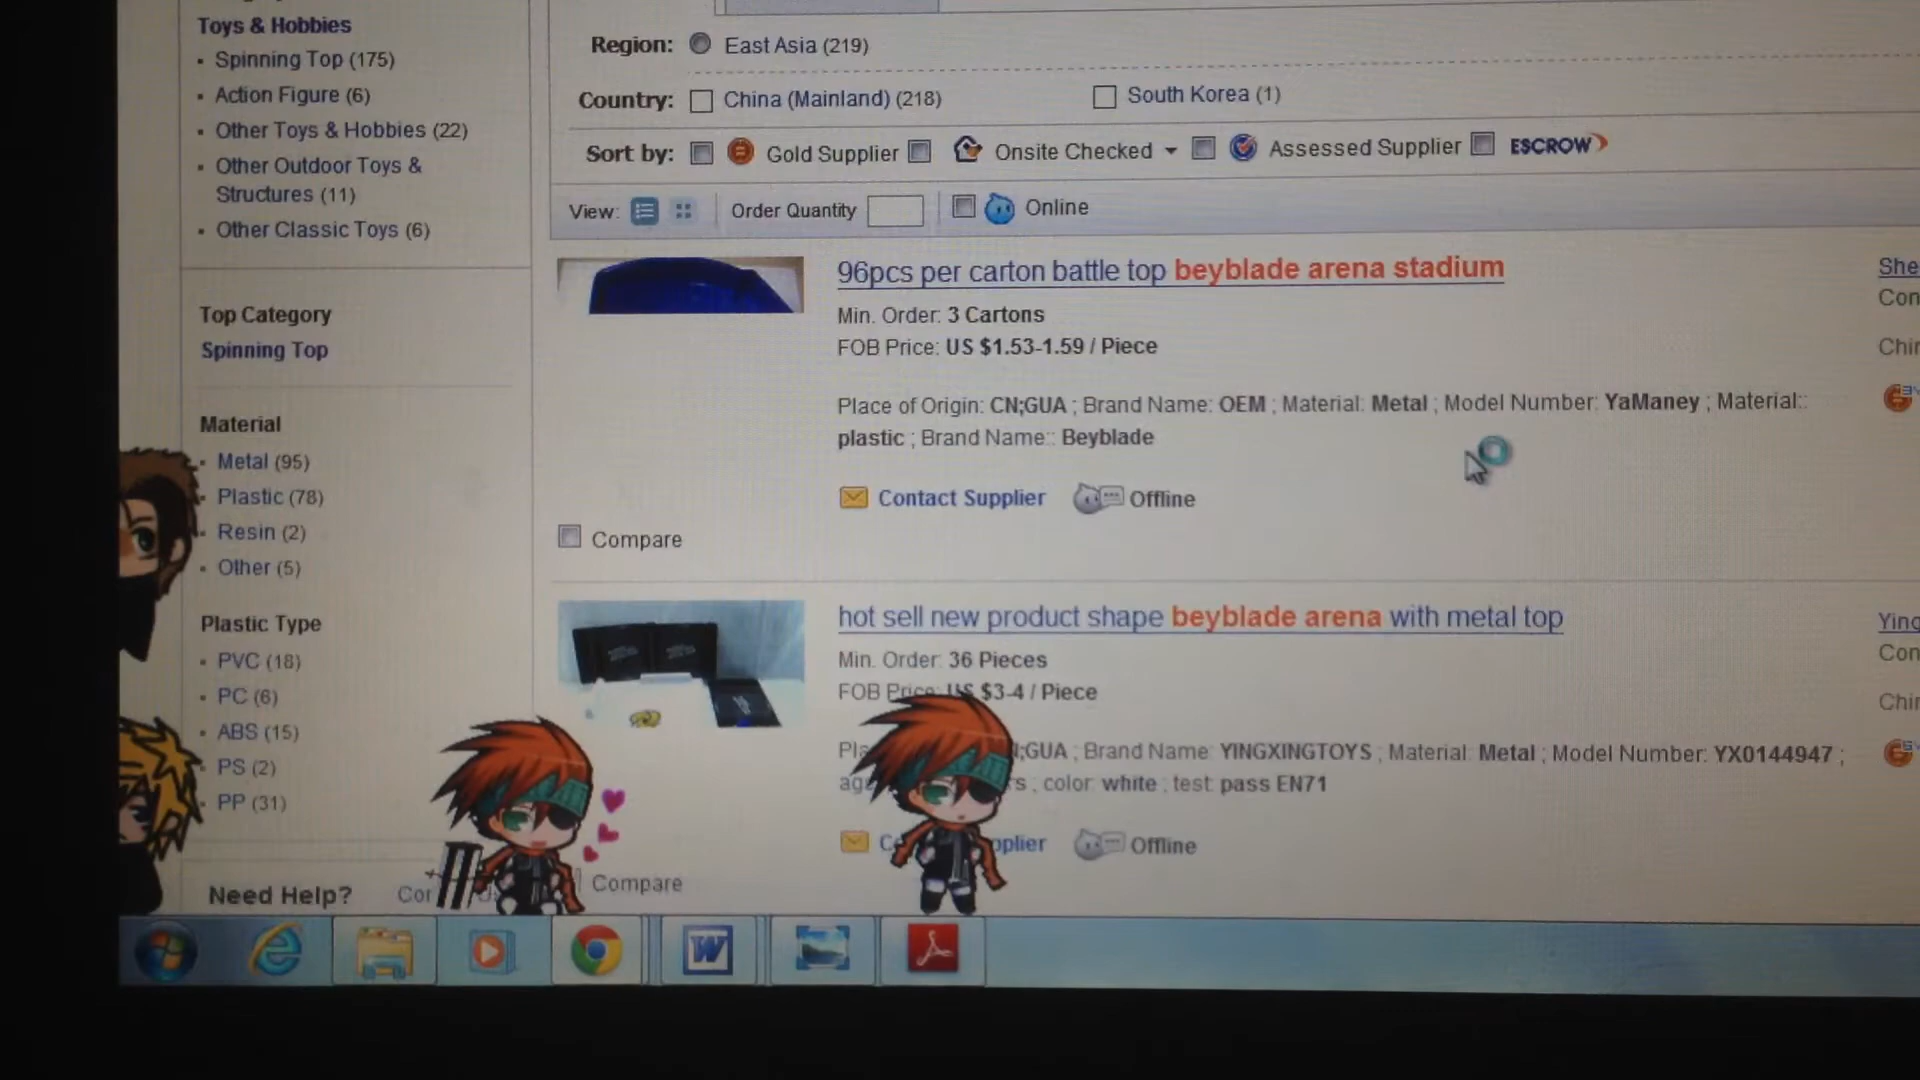 Toys & Hobbies
Spinning Top (175)
Action Figure (6)
Other Toys & Hobbies (22)
Other Outdoor Toys &
Structures (11)
Other Classic Toys (6)
Top Category
Spinning Top
Material
Metal (95)
Plastic (78)
Resin (2)
Other (5)
Plastic Type
PVC (18)
PC (6)
ABS (15)
PS (2)
PP (31)
Need Help?
Region: East Asia (219)
Country: China (Mainland) (218) South Korea (1)
Sort by: Gold Supplier Onsite Checked Assessed Supplier ESCROW
View: Order Quantity Online
96pcs per carton battle top beyblade arena stadium
Min. Order: 3 Cartons
FOB Price: US $1.53-1.59 / Piece
Place of Origin: CN;GUA ; Brand Name: OEM ; Material: Metal ; Model Number: YaManey ; Material::
plastic ; Brand Name:: Beyblade
Contact Supplier Offline
Compare
hot sell new product shape beyblade arena with metal top
Min. Order: 36 Pieces
FOB Price: US $3-4 / Piece
;GUA ; Brand Name: YINGXINGTOYS ; Material: Metal ; Model Number: YX0144947 ;
color: white ; test: pass EN71
Offline
Compare